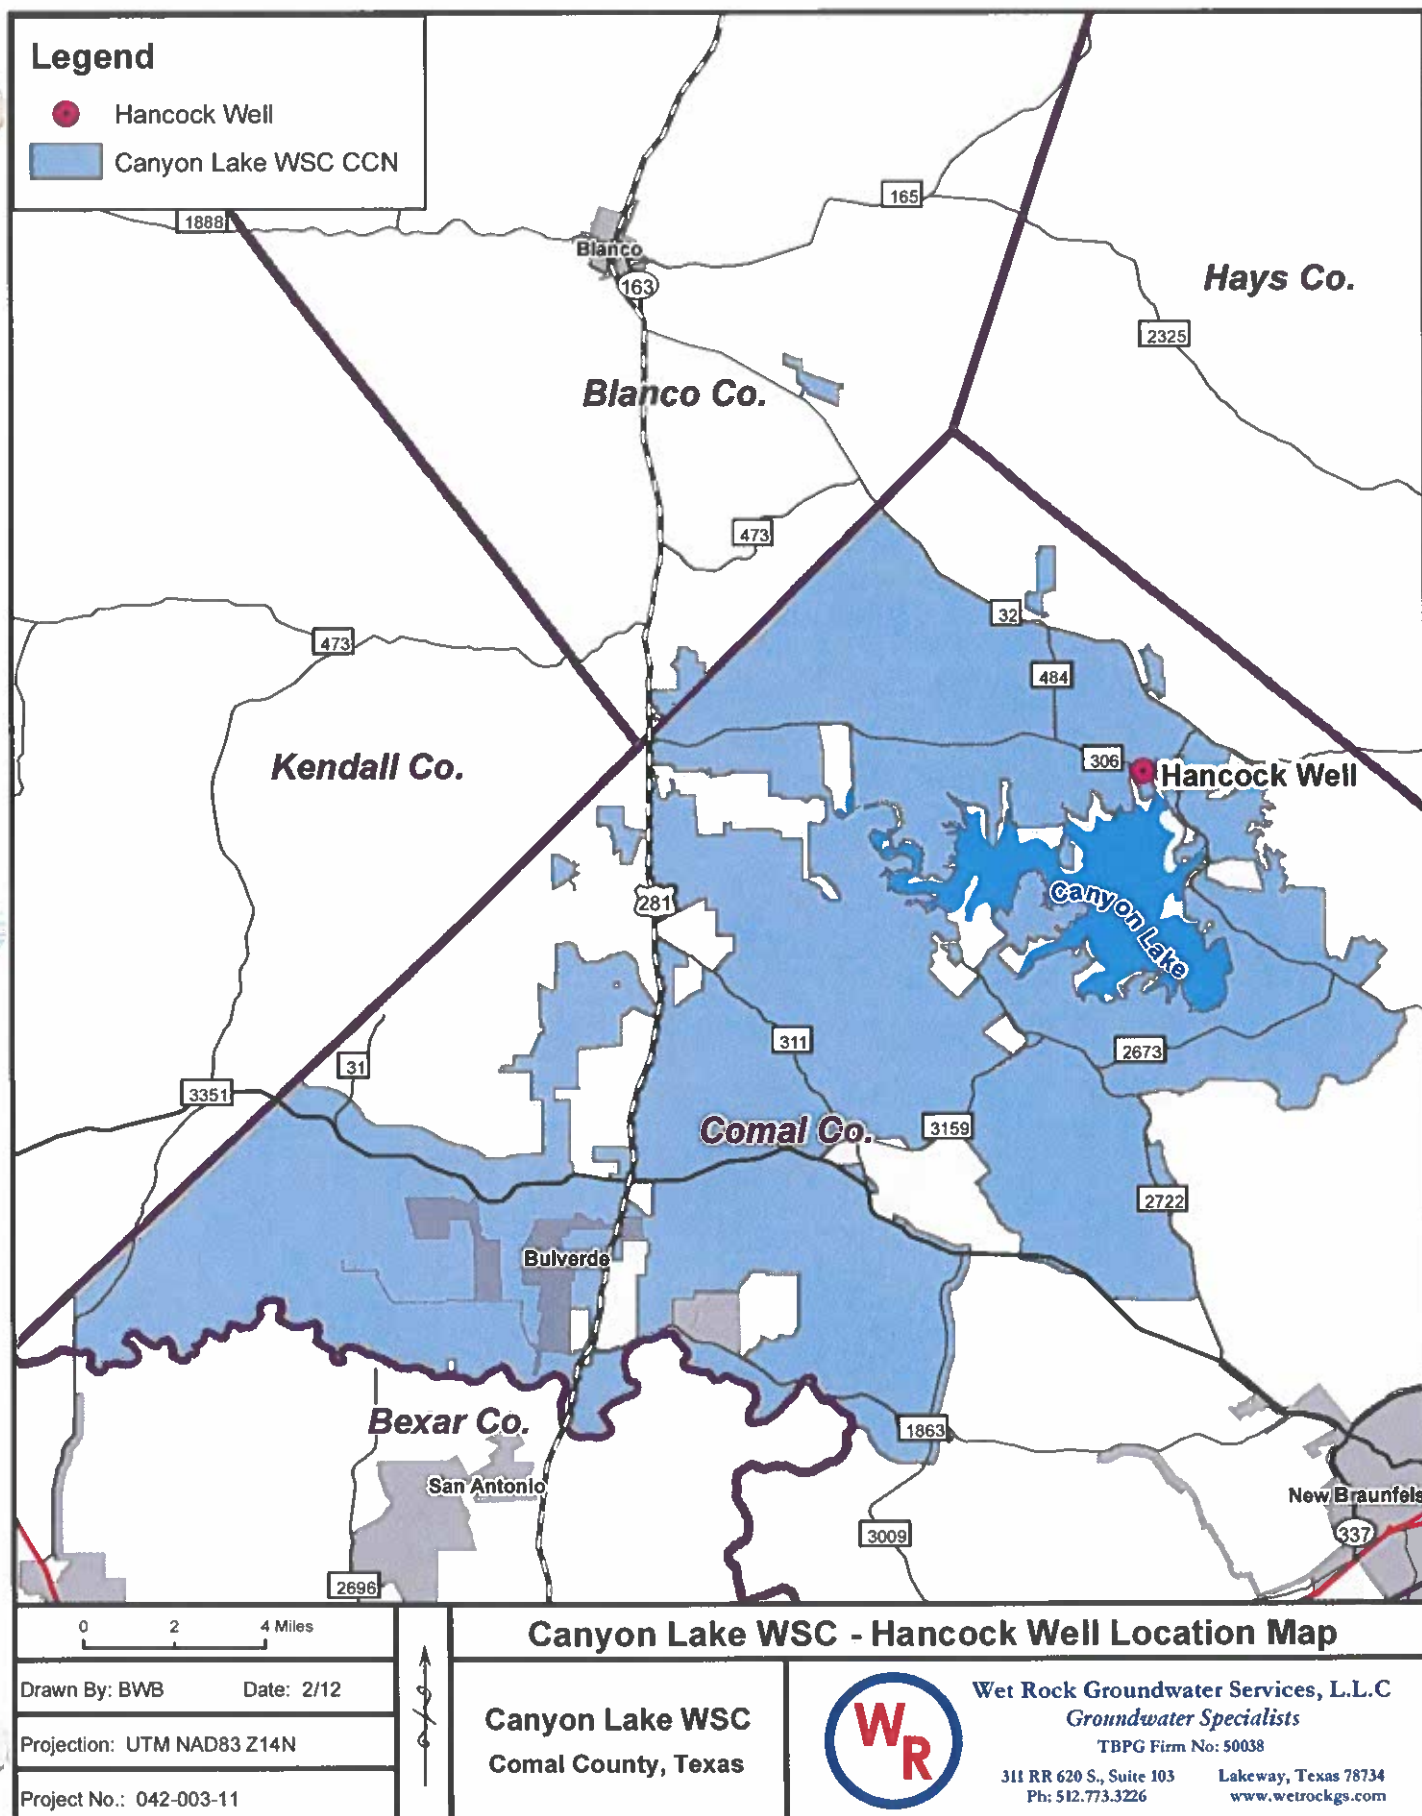 Legend
Hancock Well
Canyon Lake WSC CCN
1888
165
Blanco
163
Hays Co.
2325
Blanco Co.
473
32
473
484
Kendall Co.
306
Hancock Well
281
Canyon Lake
311
2673
31
3351
Comal Co.
3159
2722
Bulverde
Bexar Co.
1863
San Antonio
New Braunfels
3009
337
2696
0 2 4 Miles
Canyon Lake WSC - Hancock Well Location Map
Drawn By: BWB Date: 2/12
Projection: UTM NAD83 Z14N
Project No.: 042-003-11
Canyon Lake WSC
Comal County, Texas
WR
Wet Rock Groundwater Services, L.L.C
Groundwater Specialists
TBPG Firm No: 50038
311 RR 620 S., Suite 103 Lakeway, Texas 78734
Ph: 512.773.3226 www.wetrockgs.com